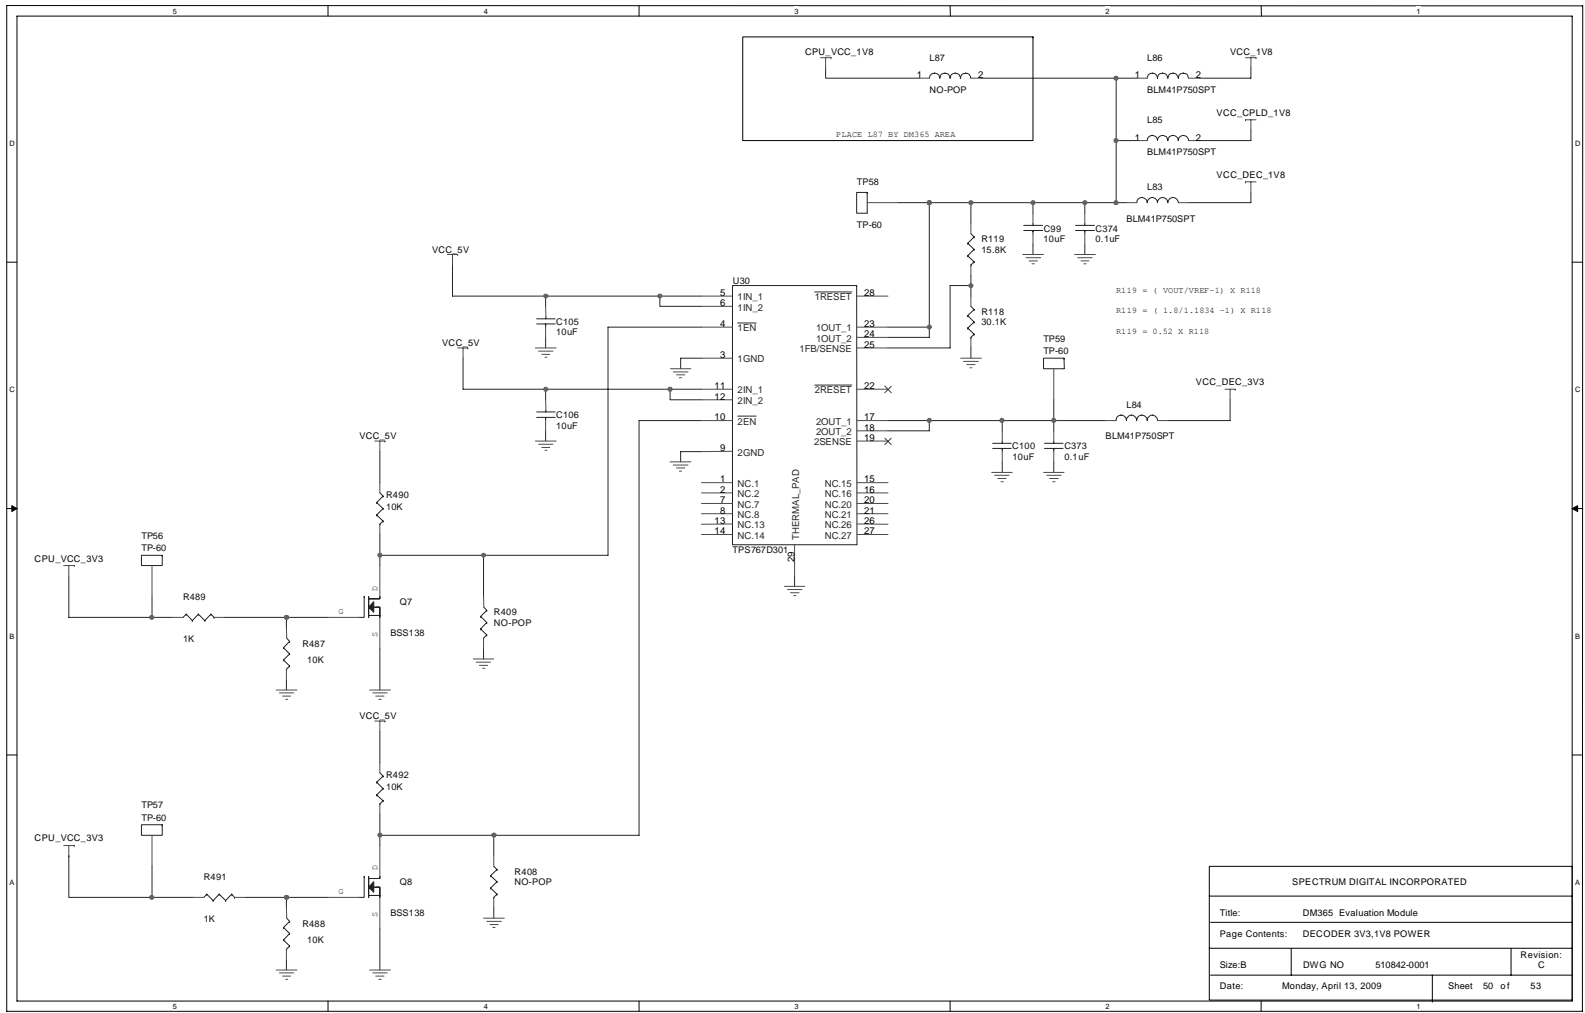 5
4
3
2
1
D
C
B
A
D
C
B
A
CPU_VCC_1V8
L87
1 2
NO-POP
PLACE L87 BY DM365 AREA
L86
VCC_1V8
1 2
BLM41P750SPT
L85
VCC_CPLD_1V8
1 2
BLM41P750SPT
L83
VCC_DEC_1V8
BLM41P750SPT
TP58
TP-60
R119
15.8K
C99
10uF
C374
0.1uF
R118
30.1K
R119 = ( VOUT/VREF-1) X R118
R119 = ( 1.8/1.1834 -1) X R118
R119 = 0.52 X R118
VCC_5V
C105
10uF
VCC_5V
C106
10uF
U30
5 1IN_1
6 1IN_2
4 1EN
3 1GND
11 2IN_1
12 2IN_2
10 2EN
9 2GND
1 NC.1
2 NC.2
7 NC.7
8 NC.8
13 NC.13
14 NC.14
1RESET 28
1OUT_1 23
1OUT_2 24
1FB/SENSE 25
2RESET 22
2OUT_1 17
2OUT_2 18
2SENSE 19
NC.15 15
NC.16 16
NC.20 20
NC.21 21
NC.26 26
NC.27 27
THERMAL_PAD
TPS767D301
29
TP59
TP-60
VCC_DEC_3V3
L84
BLM41P750SPT
C100
10uF
C373
0.1uF
VCC_5V
R490
10K
TP56
TP-60
CPU_VCC_3V3
R489
1K
R487
10K
G
D
S
Q7
BSS138
R409
NO-POP
VCC_5V
R492
10K
TP57
TP-60
CPU_VCC_3V3
R491
1K
R488
10K
G
D
S
Q8
BSS138
R408
NO-POP
SPECTRUM DIGITAL INCORPORATED
Title: DM365 Evaluation Module
Page Contents: DECODER 3V3,1V8 POWER
Size:B DWG NO 510842-0001 Revision: C
Date: Monday, April 13, 2009 Sheet 50 of 53
5
4
3
2
1